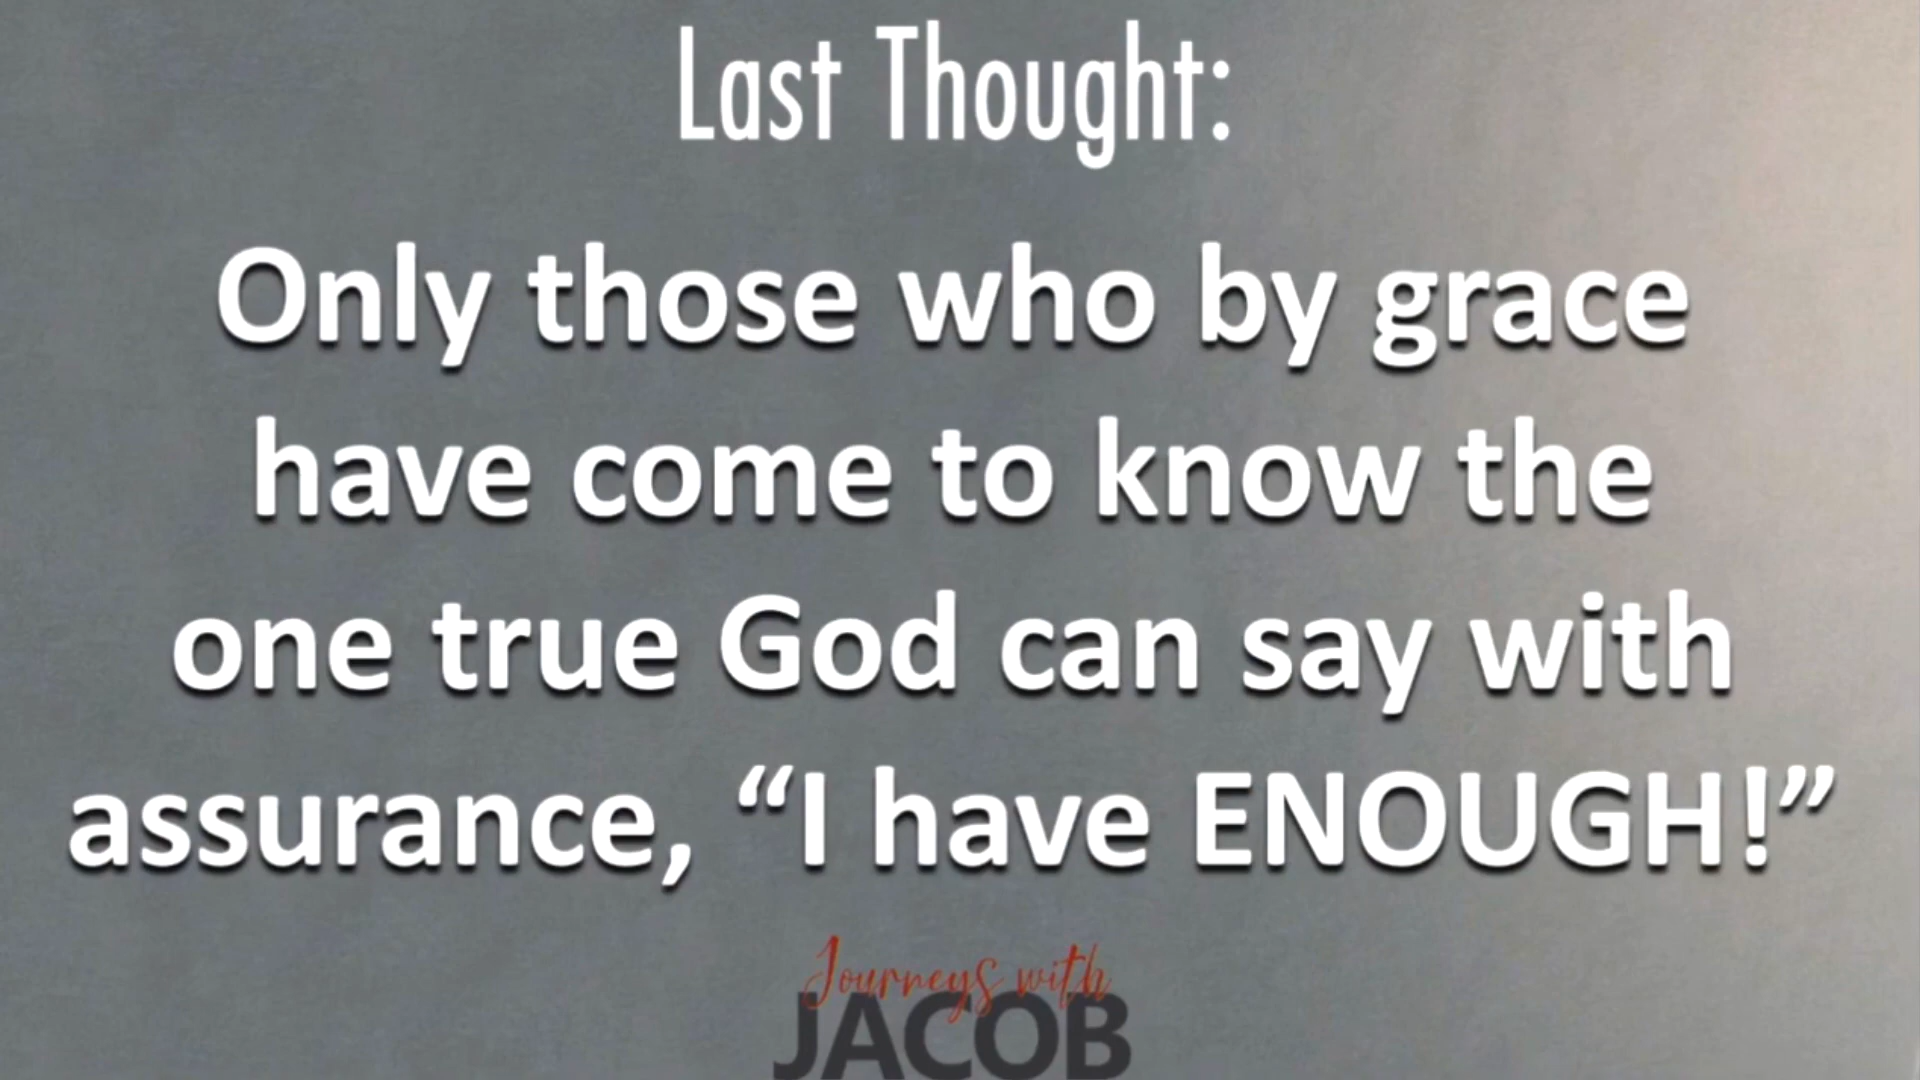 Last Thought:
Only those who by grace
have come to know the
one true God can say with
assurance, “I have ENOUGH!”
Journeys with
JACOB